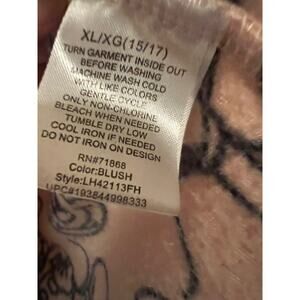 XL/XG(15/17)
TURN GARMENT INSIDE OUT
BEFORE WASHING
MACHINE WASH COLD
WITH LIKE COLORS
GENTLE CYCLE
ONLY NON-CHLORINE
BLEACH WHEN NEEDED
TUMBLE DRY LOW
COOL IRON IF NEEDED
DO NOT IRON ON DESIGN
RN#71868
Color:BLUSH
Style:LH42113FH
UPC#193844998333